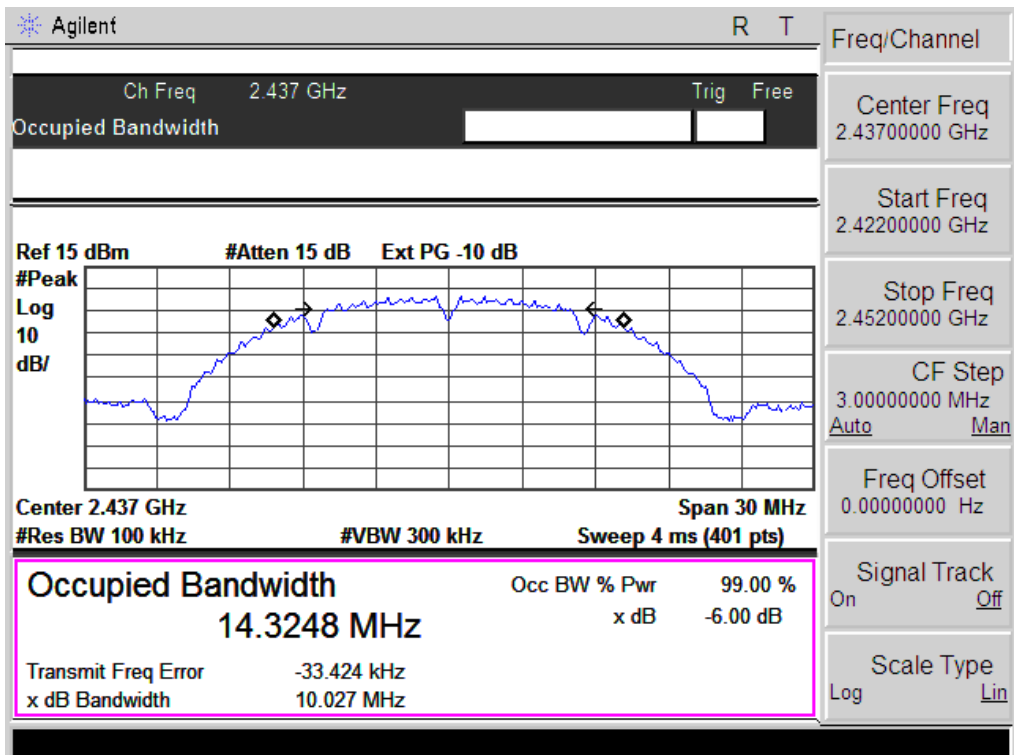 Agilent R T
Freq/Channel
Ch Freq 2.437 GHz Trig Free
Occupied Bandwidth
Center Freq
2.43700000 GHz
Start Freq
2.42200000 GHz
Stop Freq
2.45200000 GHz
CF Step
3.00000000 MHz
Auto Man
Freq Offset
0.00000000 Hz
Signal Track
On Off
Scale Type
Log Lin
Ref 15 dBm #Atten 15 dB Ext PG -10 dB
#Peak
Log
10
dB/
Center 2.437 GHz Span 30 MHz
#Res BW 100 kHz #VBW 300 kHz Sweep 4 ms (401 pts)
Occupied Bandwidth Occ BW % Pwr 99.00 %
14.3248 MHz x dB -6.00 dB
Transmit Freq Error -33.424 kHz
x dB Bandwidth 10.027 MHz